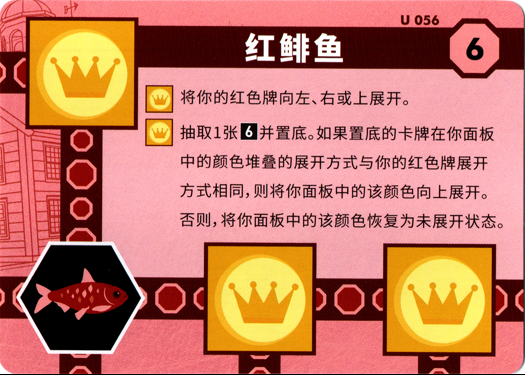 U 056
红鲱鱼
6
将你的红色牌向左、右或上展开。
抽取1张6并置底。如果置底的卡牌在你面板
中的颜色堆叠的展开方式与你的红色牌展开
方式相同，则将你面板中的该颜色向上展开。
否则，将你面板中的该颜色恢复为未展开状态。